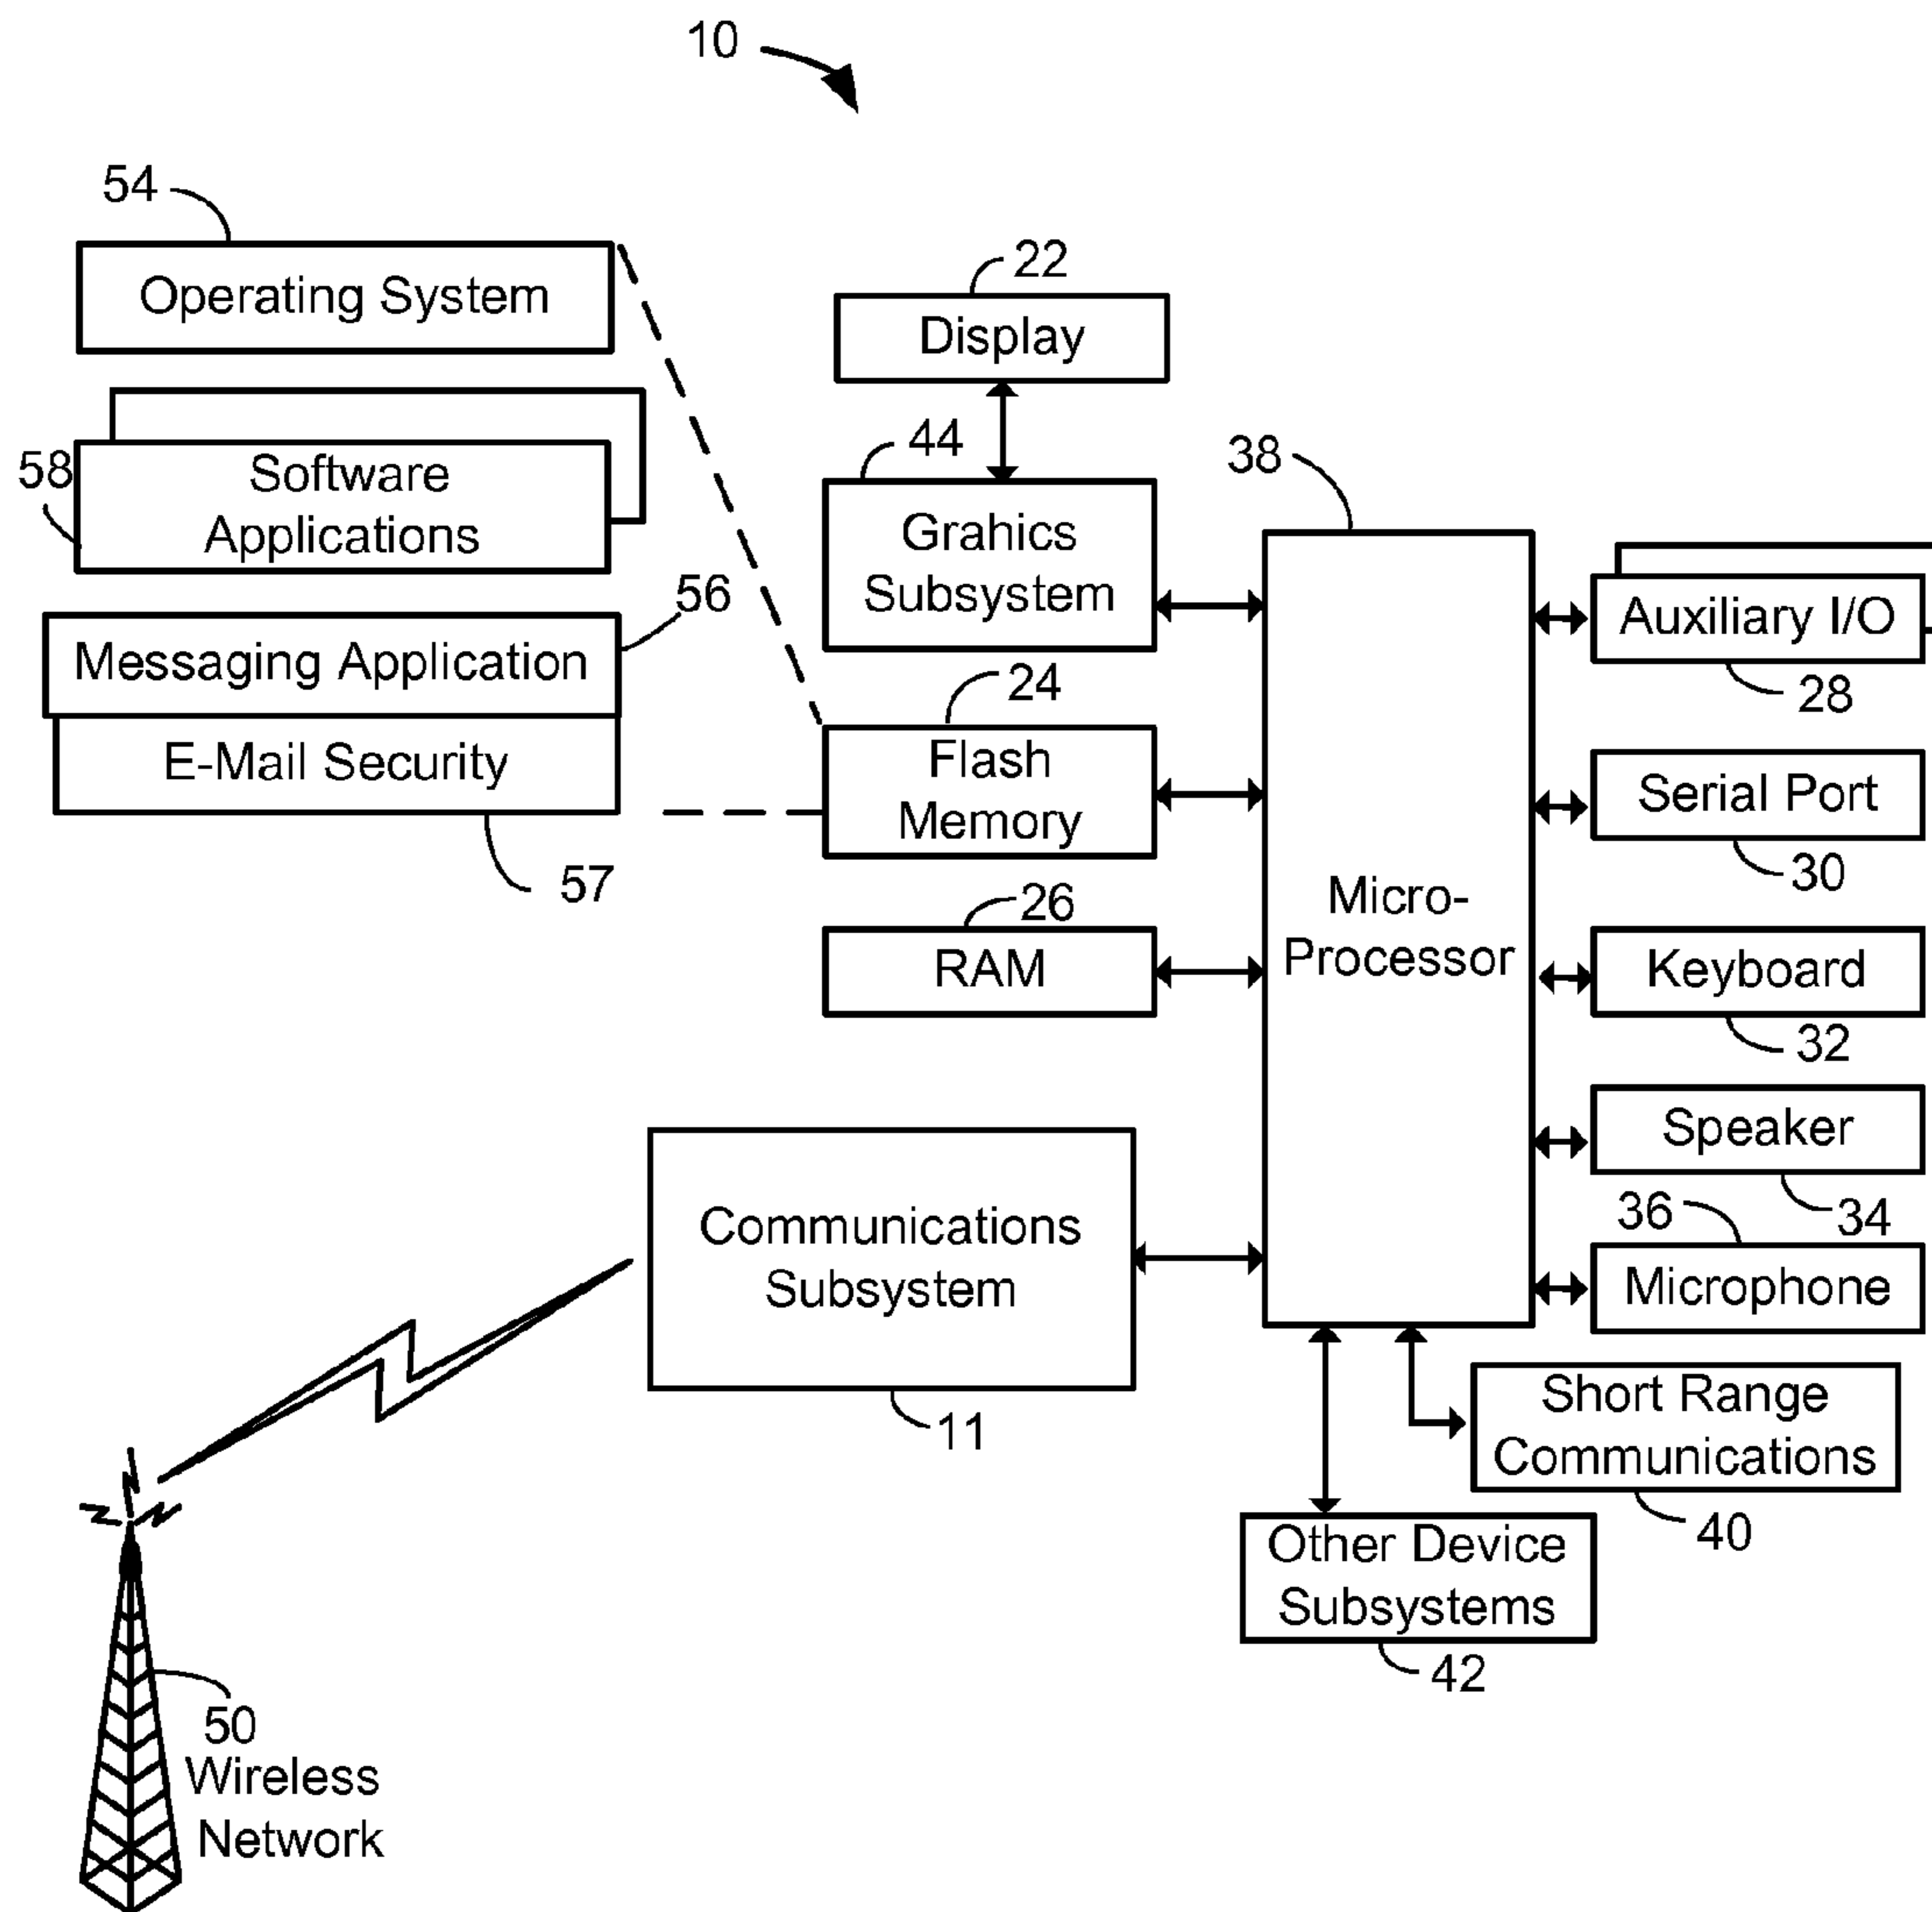 10
54
Operating System
58
Software
Applications
56
Messaging Application
E-Mail Security
57
22
Display
44
Grahics
Subsystem
24
Flash
Memory
26
RAM
38
Micro-
Processor
Auxiliary I/O
28
Serial Port
30
Keyboard
32
Speaker
34
36
Microphone
Communications
Subsystem
11
Short Range
Communications
40
Other Device
Subsystems
42
50
Wireless
Network